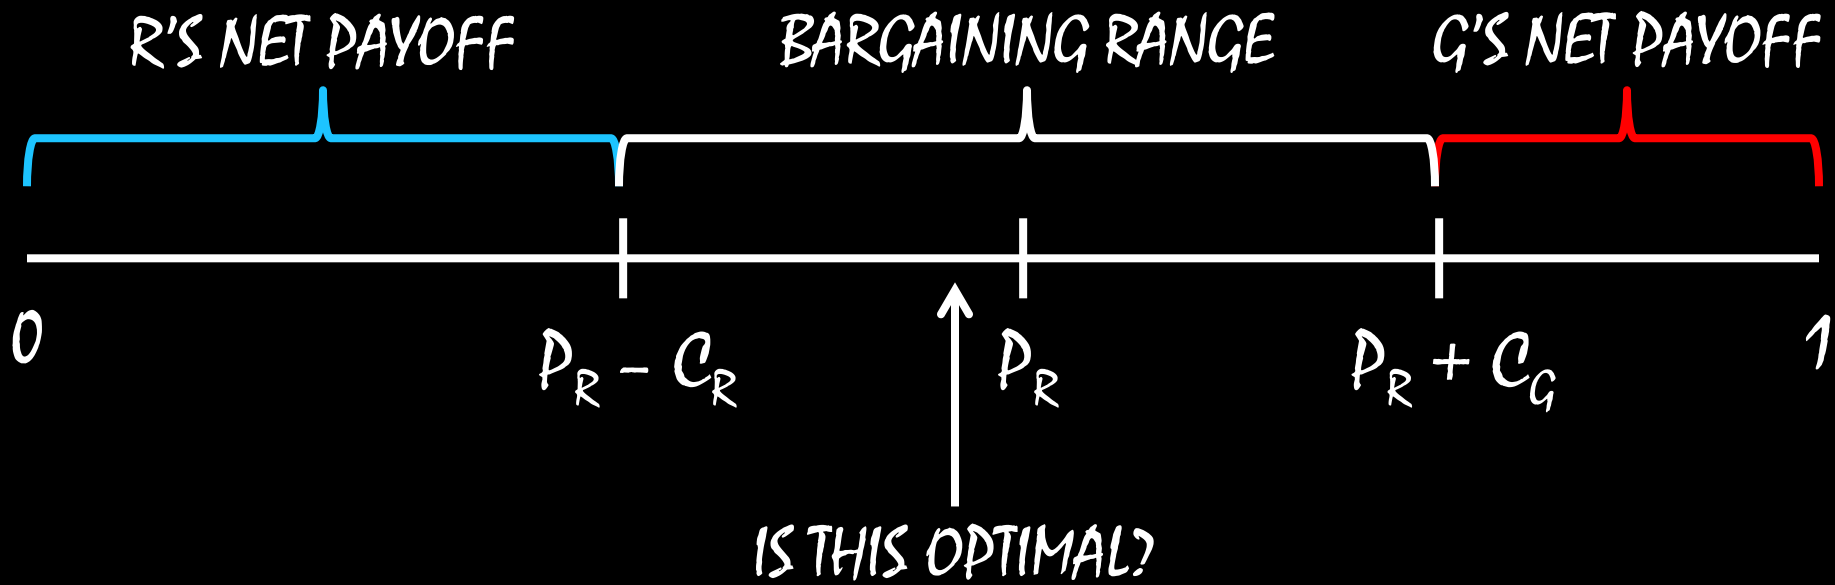 R'S NET PAYOFF BARGAINING RANGE G'S NET PAYOFF
0 P_R – C_R P_R P_R + C_G 1
IS THIS OPTIMAL?